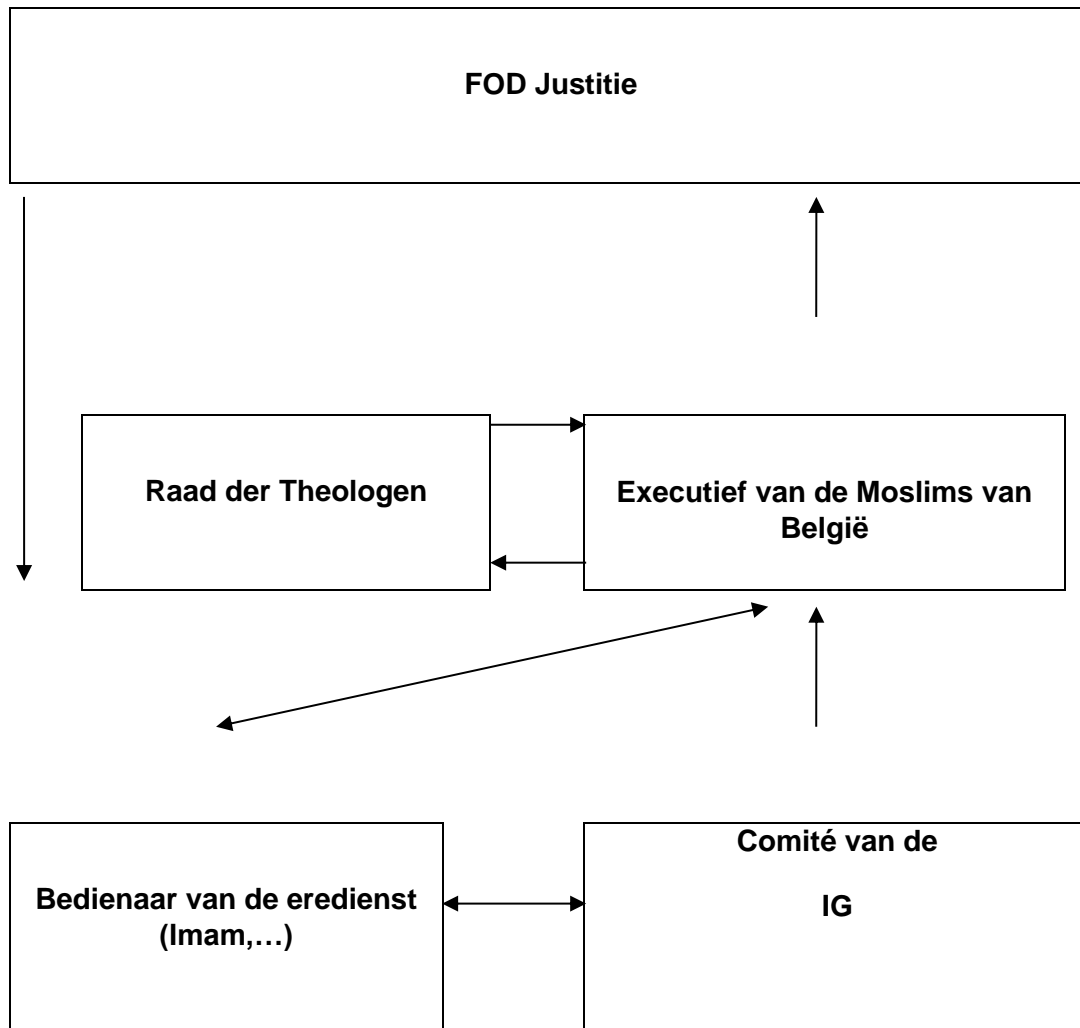 FOD Justitie
Raad der Theologen
Executief van de Moslims van
België
Bedienaar van de eredienst
(Imam,…)
Comité van de
IG